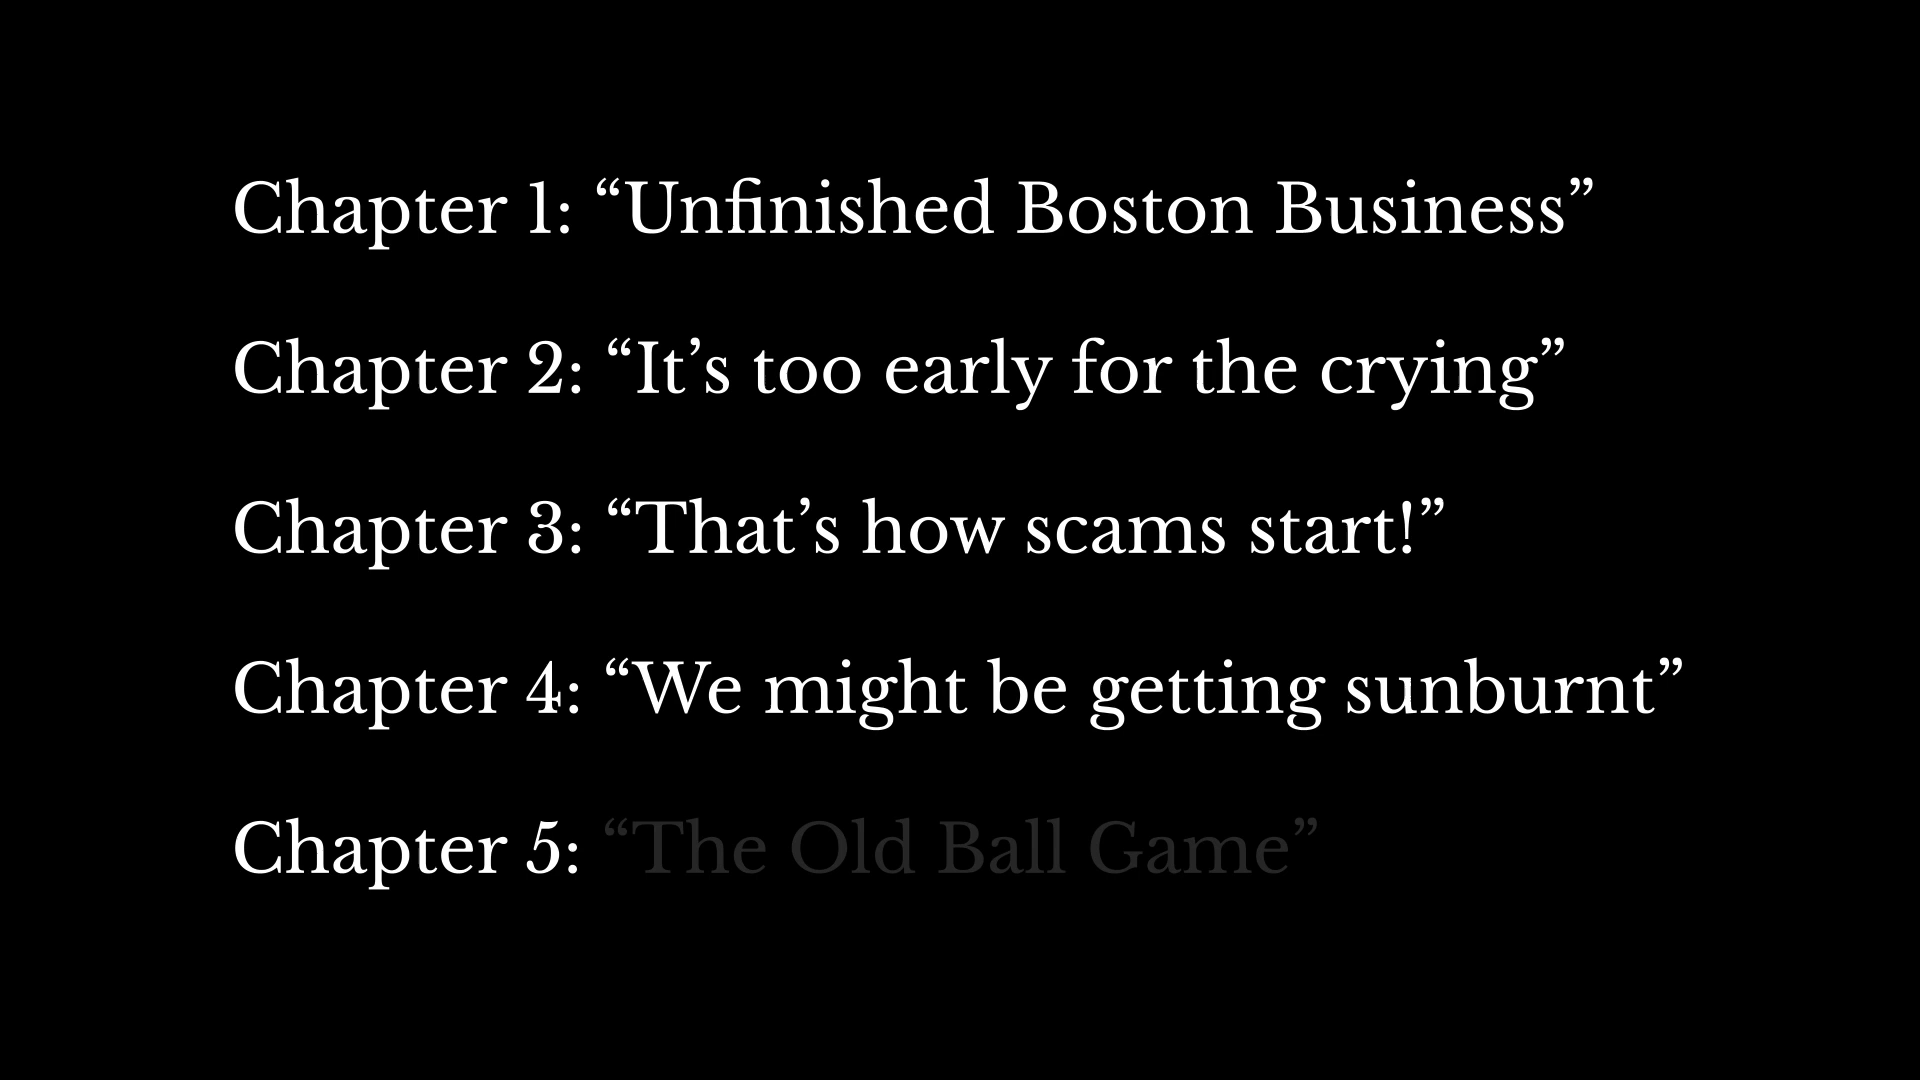 Chapter 1: “Unfinished Boston Business”
Chapter 2: “It’s too early for the crying”
Chapter 3: “That’s how scams start!”
Chapter 4: “We might be getting sunburnt”
Chapter 5: “The Old Ball Game”